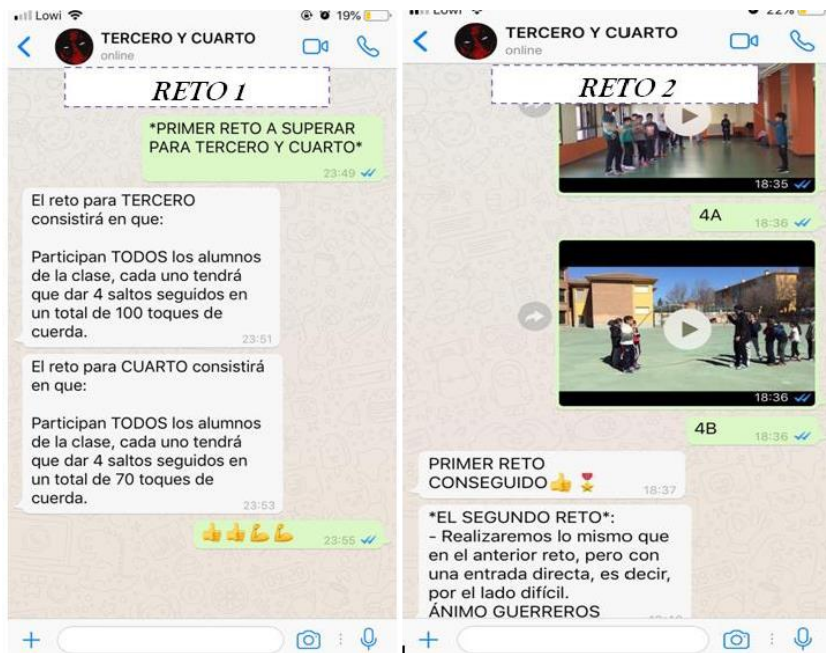 Lowi
19%
TERCERO Y CUARTO
online
RETO 1
*PRIMER RETO A SUPERAR
PARA TERCERO Y CUARTO*
23:49
El reto para TERCERO
consistirá en que:
Participan TODOS los alumnos
de la clase, cada uno tendrá
que dar 4 saltos seguidos en
un total de 100 toques de
cuerda.
23:51
El reto para CUARTO consistirá
en que:
Participan TODOS los alumnos
de la clase, cada uno tendrá
que dar 4 saltos seguidos en
un total de 70 toques de
cuerda.
23:53
👍👍💪💪
23:55
TERCERO Y CUARTO
online
RETO 2
18:35
4A
18:36
18:36
4B
18:36
PRIMER RETO
CONSEGUIDO👍🎖
18:37
*EL SEGUNDO RETO*:
- Realizaremos lo mismo que
en el anterior reto, pero con
una entrada directa, es decir,
por el lado difícil.
ÁNIMO GUERREROS